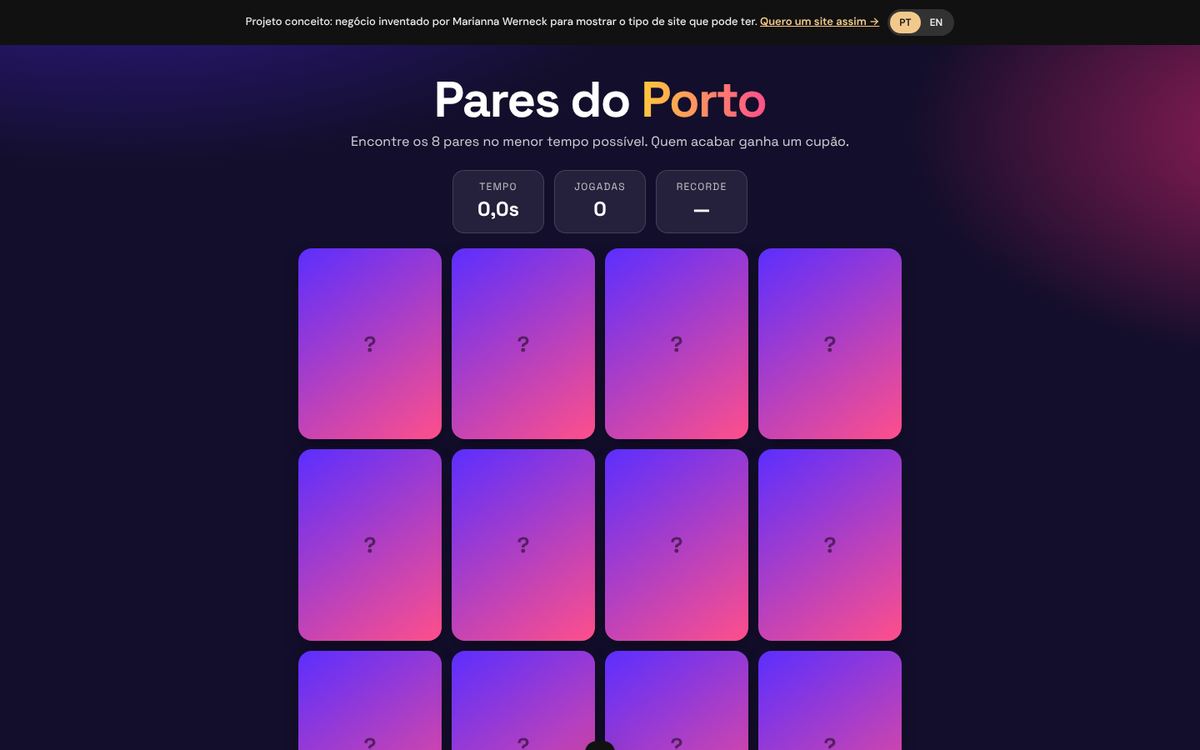 Projeto conceito: negócio inventado por Marianna Werneck para mostrar o tipo de site que pode ter. Quero um site assim → PT EN
Pares do Porto
Encontre os 8 pares no menor tempo possível. Quem acabar ganha um cupão.
TEMPO JOGADAS RECORDE
0,0s 0 —
? ? ? ?
? ? ? ?
? ? ? ?